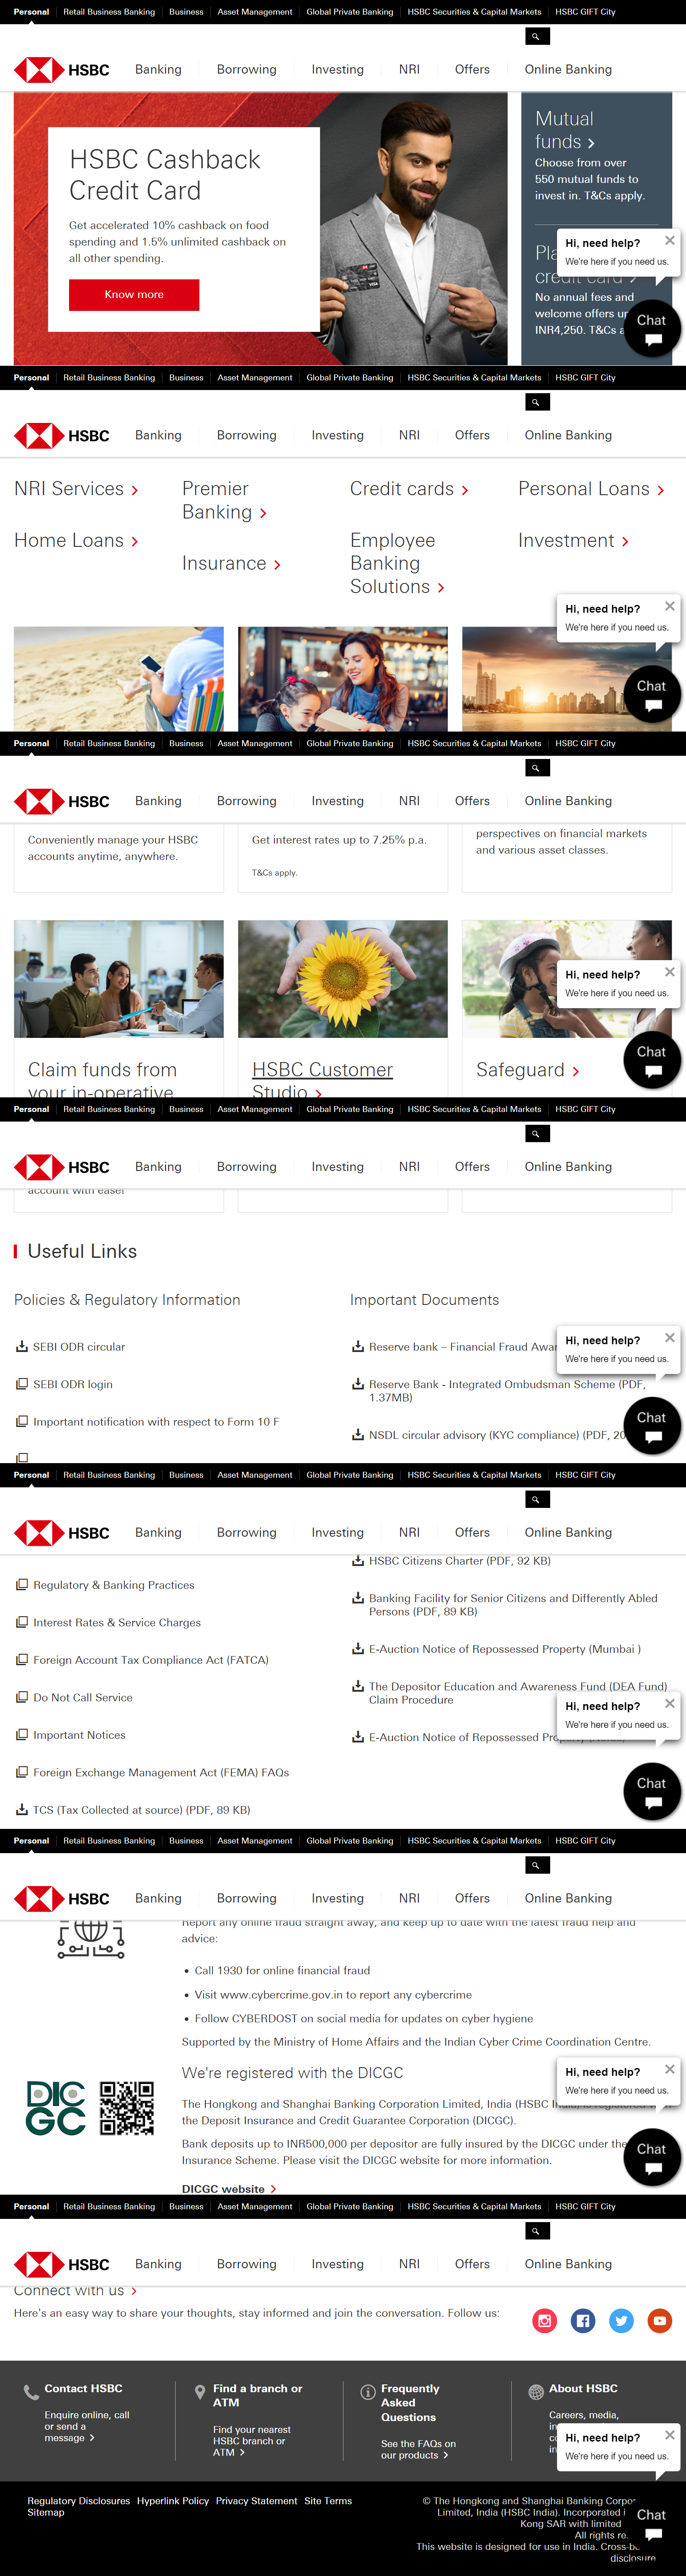 Personal Retail Business Banking Business Asset Management Global Private Banking HSBC Securities & Capital Markets HSBC GIFT City
HSBC Banking Borrowing Investing NRI Offers Online Banking
HSBC Cashback
Credit Card
Get accelerated 10% cashback on food
spending and 1.5% unlimited cashback on
all other spending.
Know more
Mutual
funds
Choose from over
550 mutual funds to
invest in. T&Cs apply.
Hi, need help?
We're here if you need us.
credit card
No annual fees and
welcome offers
INR4,250. T&Cs
Chat
Personal Retail Business Banking Business Asset Management Global Private Banking HSBC Securities & Capital Markets HSBC GIFT City
HSBC Banking Borrowing Investing NRI Offers Online Banking
NRI Services
Premier
Banking
Credit cards
Personal Loans
Home Loans
Insurance
Employee
Banking
Solutions
Investment
Hi, need help?
We're here if you need us.
Chat
Personal Retail Business Banking Business Asset Management Global Private Banking HSBC Securities & Capital Markets HSBC GIFT City
HSBC Banking Borrowing Investing NRI Offers Online Banking
Conveniently manage your HSBC
accounts anytime, anywhere.
Get interest rates up to 7.25% p.a.
T&Cs apply.
perspectives on financial markets
and various asset classes.
Hi, need help?
We're here if you need us.
Chat
Claim funds from
your in-operative
HSBC Customer
Studio
Safeguard
Personal Retail Business Banking Business Asset Management Global Private Banking HSBC Securities & Capital Markets HSBC GIFT City
HSBC Banking Borrowing Investing NRI Offers Online Banking
account with ease!
Useful Links
Policies & Regulatory Information
SEBI ODR circular
SEBI ODR login
Important notification with respect to Form 10 F
Important Documents
Reserve bank – Financial Fraud
Reserve Bank - Integrated Ombudsman Scheme (PDF,
1.37MB)
NSDL circular advisory (KYC compliance) (PDF,
Hi, need help?
We're here if you need us.
Chat
Personal Retail Business Banking Business Asset Management Global Private Banking HSBC Securities & Capital Markets HSBC GIFT City
HSBC Banking Borrowing Investing NRI Offers Online Banking
Regulatory & Banking Practices
Interest Rates & Service Charges
Foreign Account Tax Compliance Act (FATCA)
Do Not Call Service
Important Notices
Foreign Exchange Management Act (FEMA) FAQs
TCS (Tax Collected at source) (PDF, 89 KB)
HSBC Citizens Charter (PDF, 92 KB)
Banking Facility for Senior Citizens and Differently Abled
Persons (PDF, 89 KB)
E-Auction Notice of Repossessed Property (Mumbai )
The Depositor Education and Awareness Fund (DEA Fund)
Claim Procedure
E-Auction Notice of Repossessed
Hi, need help?
We're here if you need us.
Chat
Personal Retail Business Banking Business Asset Management Global Private Banking HSBC Securities & Capital Markets HSBC GIFT City
HSBC Banking Borrowing Investing NRI Offers Online Banking
Report any online fraud straight away, and keep up to date with the latest fraud help and
advice:
Call 1930 for online financial fraud
Visit www.cybercrime.gov.in to report any cybercrime
Follow CYBERDOST on social media for updates on cyber hygiene
Supported by the Ministry of Home Affairs and the Indian Cyber Crime Coordination Centre.
DICGC
We're registered with the DICGC
The Hongkong and Shanghai Banking Corporation Limited, India (HSBC
the Deposit Insurance and Credit Guarantee Corporation (DICGC).
Bank deposits up to INR500,000 per depositor are fully insured by the DICGC under the
Insurance Scheme. Please visit the DICGC website for more information.
DICGC website
Hi, need help?
We're here if you need us.
Chat
Personal Retail Business Banking Business Asset Management Global Private Banking HSBC Securities & Capital Markets HSBC GIFT City
HSBC Banking Borrowing Investing NRI Offers Online Banking
Connect with us
Here's an easy way to share your thoughts, stay informed and join the conversation. Follow us:
Contact HSBC
Enquire online, call
or send a
message
Find a branch or
ATM
Find your nearest
HSBC branch or
ATM
Frequently
Asked
Questions
See the FAQs on
our products
About HSBC
Careers, media,
Hi, need help?
We're here if you need us.
Chat
Regulatory Disclosures Hyperlink Policy Privacy Statement Site Terms
Sitemap
© The Hongkong and Shanghai Banking
Limited, India (HSBC India). Incorporated
Kong SAR with limited
All rights
This website is designed for use in India.
disclosure